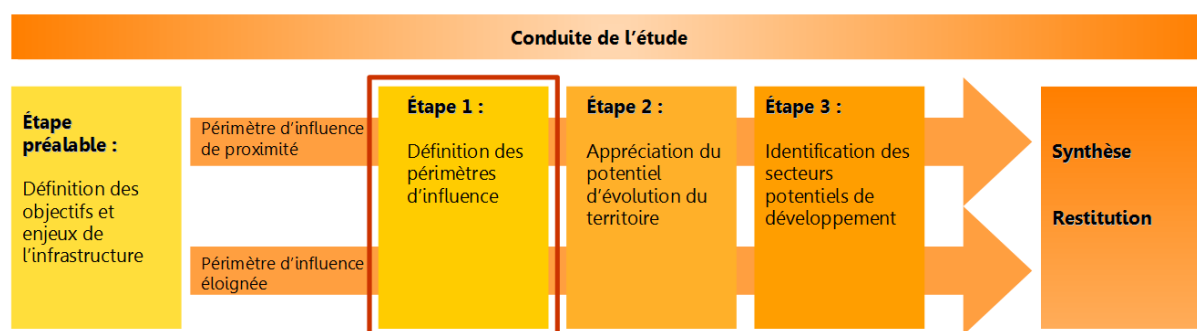 Conduite de l'étude
Étape
préalable :
Définition des
objectifs et
enjeux de
l'infrastructure
Périmètre d'influence
de proximité
Périmètre d'influence
éloignée
Étape 1 :
Définition des
périmètres
d'influence
Étape 2 :
Appréciation du
potentiel
d'évolution du
territoire
Étape 3 :
Identification des
secteurs
potentiels de
développement
Synthèse
Restitution